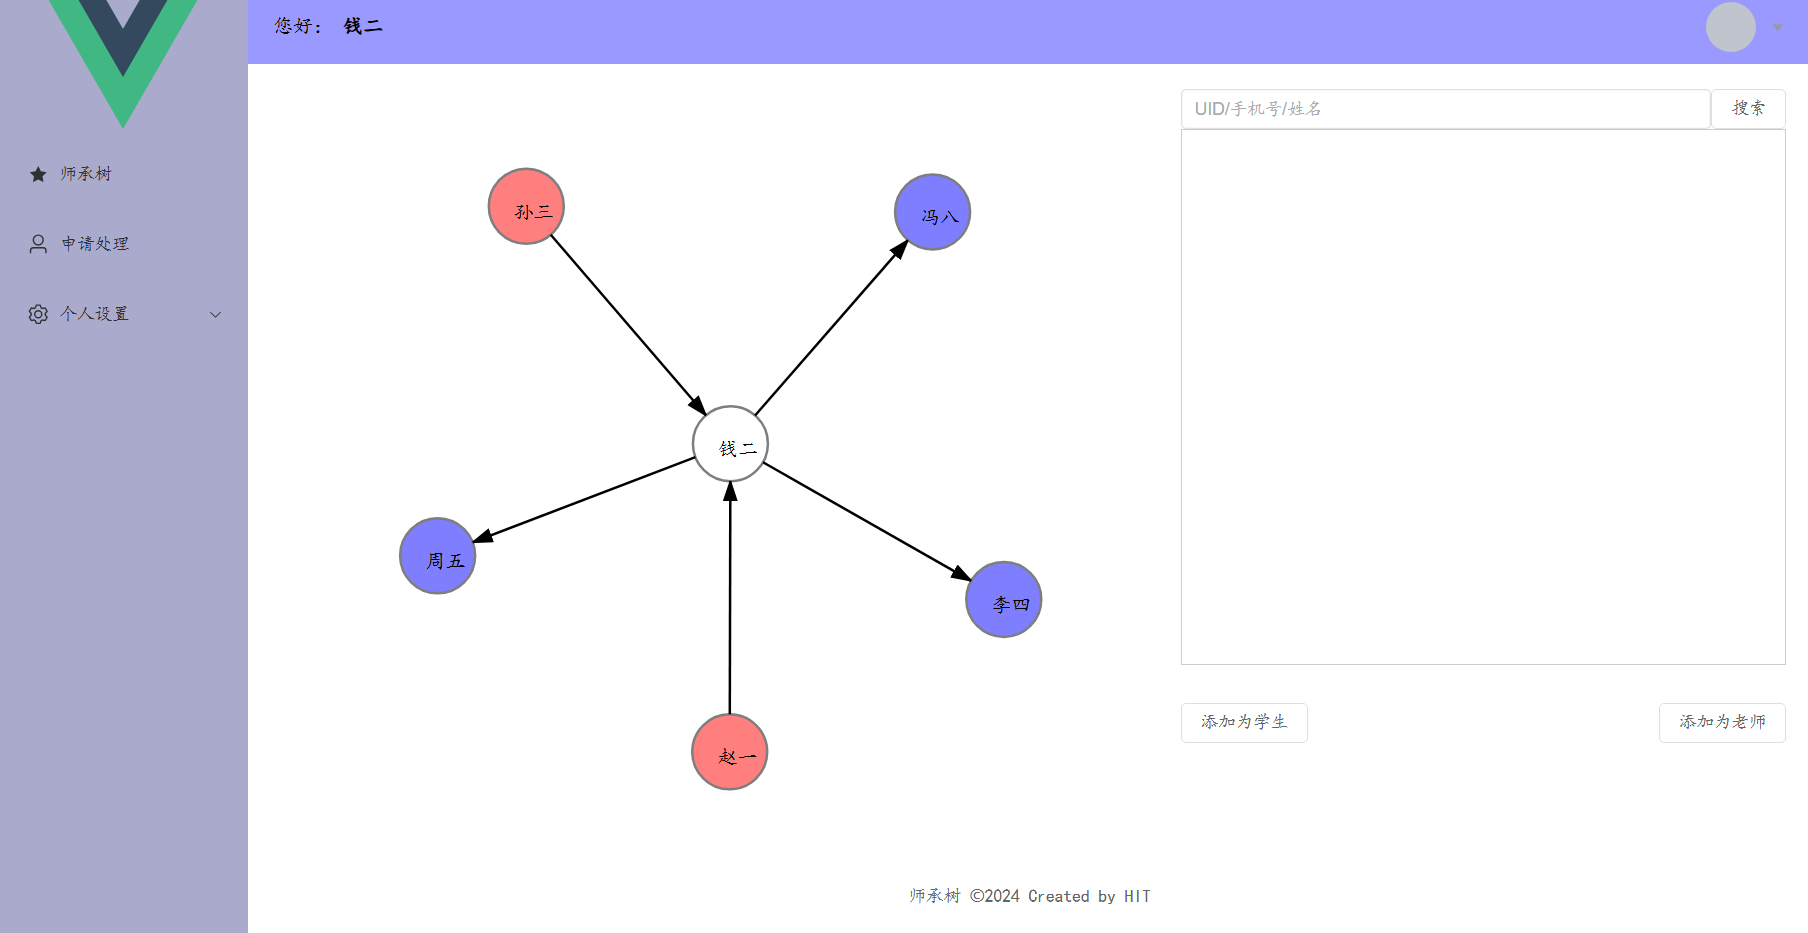 您好： 钱二
师承树
申请处理
个人设置
孙三
冯八
钱二
周五
李四
赵一
UID/手机号/姓名
搜索
添加为学生
添加为老师
师承树 ©2024 Created by HIT